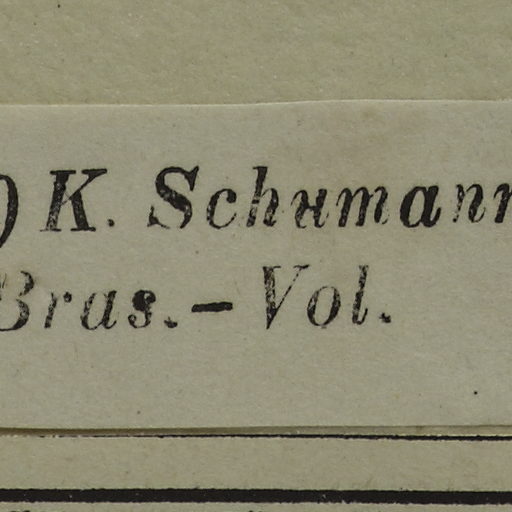 ) K. Schumann
Bras.-Vol.